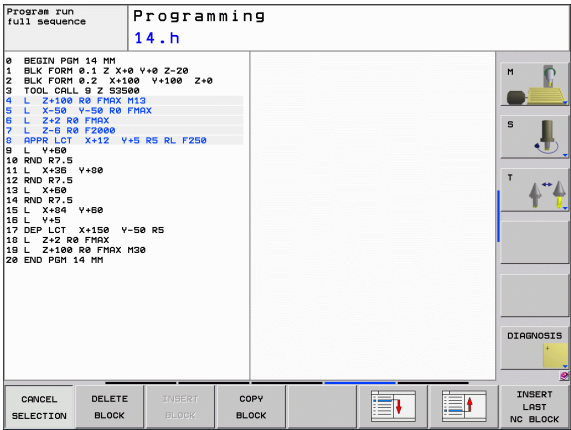 Program run
full sequence
Programming
14.h
0 BEGIN PGM 14 MM
1 BLK FORM 0.1 Z X+0 Y+0 Z-20
2 BLK FORM 0.2 X+100 Y+100 Z+0
3 TOOL CALL 9 Z S3500
4 L Z+100 R0 FMAX M13
5 L X-50 Y-50 R0 FMAX
6 L Z+2 R0 FMAX
7 L Z-6 R0 F2000
8 APPR LCT X+12 Y+5 R5 RL F250
9 L Y+60
10 RND R7.5
11 L X+36 Y+80
12 RND R7.5
13 L X+60
14 RND R7.5
15 L X+84 Y+60
16 L Y+5
17 DEP LCT X+150 Y-50 R5
18 L Z+2 R0 FMAX
19 L Z+100 R0 FMAX M30
20 END PGM 14 MM
M
S
T
DIAGNOSIS
CANCEL
SELECTION
DELETE
BLOCK
INSERT
BLOCK
COPY
BLOCK
INSERT
LAST
NC BLOCK